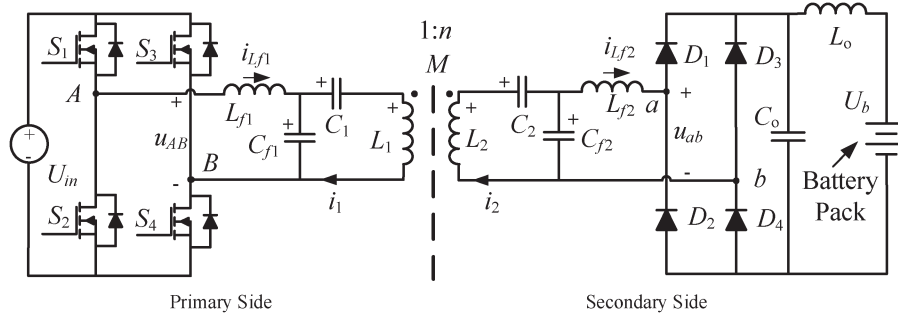 1:n
M
S1
S3
iLf1
iLf2
D1
D3
Lo
A
+
Lf1
+
C1
+
+
C2
Lf2
a
+
Co
Ub
+
-
Uin
uAB
B
-
+
Cf1
L1
L2
+
Cf2
uab
-
b
Battery
Pack
S2
S4
i1
i2
D2
D4
Primary Side
Secondary Side